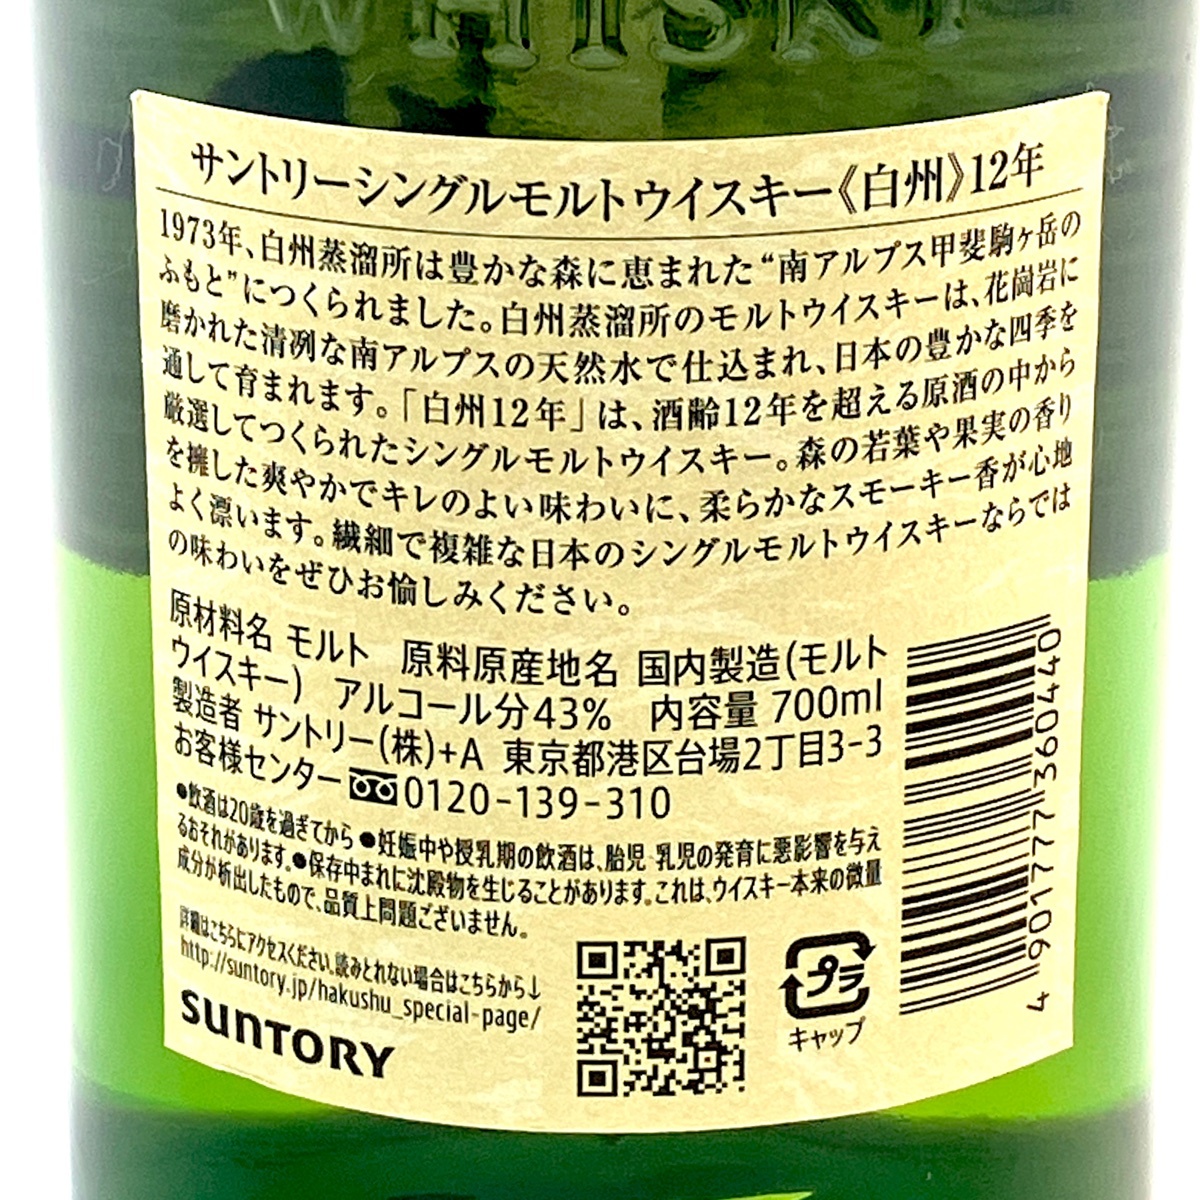 WHISKY
サントリーシングルモルトウイスキー《白州》12年
1973年、白州蒸溜所は豊かな森に恵まれた“南アルプス甲斐駒ヶ岳の
ふもと”につくられました。白州蒸溜所のモルトウイスキーは、花崗岩に
磨かれた清冽な南アルプスの天然水で仕込まれ、日本の豊かな四季を
通して育まれます。「白州12年」は、酒齢12年を超える原酒の中から
厳選してつくられたシングルモルトウイスキー。森の若葉や果実の香り
を擁した爽やかでキレのよい味わいに、柔らかなスモーキー香が心地
よく漂います。繊細で複雑な日本のシングルモルトウイスキーならでは
の味わいをぜひお愉しみください。
原材料名 モルト 原料原産地名 国内製造(モルト
ウイスキー) アルコール分43% 内容量 700ml
製造者 サントリー(株)+A 東京都港区台場2丁目3-3
お客様センター 0120-139-310
●飲酒は20歳を過ぎてから ●妊娠中や授乳期の飲酒は、胎児 乳児の発育に悪影響を与え
るおそれがあります。●保存中まれに沈殿物を生じることがあります。これは、ウイスキー本来の微量
成分が析出したもので、品質上問題ございません。
詳細はこちらにアクセスください。読みとれない場合はこちらから↓
http://suntory.jp/hakushu_special-page/
SUNTORY
プラ
キャップ
4 901777 360440